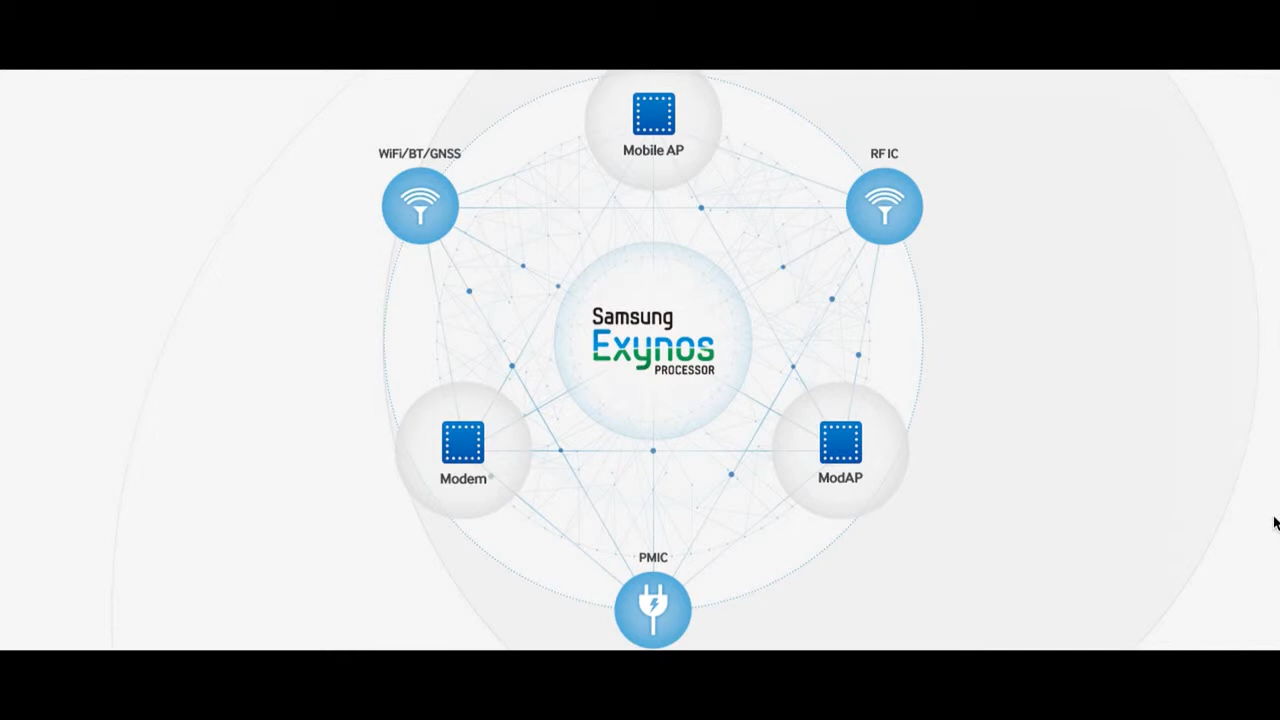 Mobile AP
WiFi/BT/GNSS
RF IC
Samsung
Exynos
PROCESSOR
Modem
ModAP
PMIC